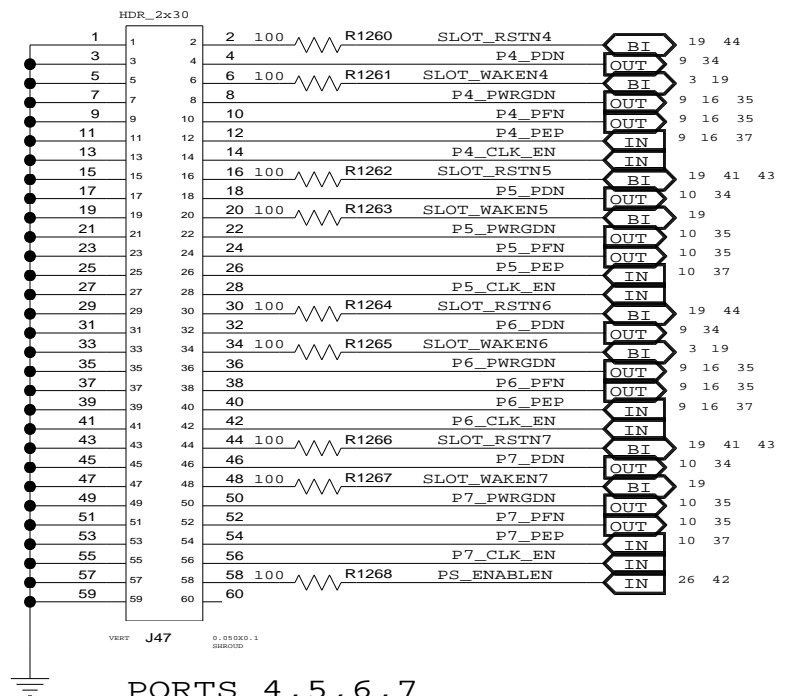 HDR_2x30
1 1 2 2 100 R1260 SLOT_RSTN4 BI 19 44
3 3 4 4 P4_PDN OUT 9 34
5 5 6 6 100 R1261 SLOT_WAKEN4 BI 3 19
7 7 8 8 P4_PWRGDN OUT 9 16 35
9 9 10 10 P4_PFN OUT 9 16 35
11 11 12 12 P4_PEP IN 9 16 37
13 13 14 14 P4_CLK_EN IN
15 15 16 16 100 R1262 SLOT_RSTN5 BI 19 41 43
17 17 18 18 P5_PDN OUT 10 34
19 19 20 20 100 R1263 SLOT_WAKEN5 BI 19
21 21 22 22 P5_PWRGDN OUT 10 35
23 23 24 24 P5_PFN OUT 10 35
25 25 26 26 P5_PEP IN 10 37
27 27 28 28 P5_CLK_EN IN
29 29 30 30 100 R1264 SLOT_RSTN6 BI 19 44
31 31 32 32 P6_PDN OUT 9 34
33 33 34 34 100 R1265 SLOT_WAKEN6 BI 3 19
35 35 36 36 P6_PWRGDN OUT 9 16 35
37 37 38 38 P6_PFN OUT 9 16 35
39 39 40 40 P6_PEP IN 9 16 37
41 41 42 42 P6_CLK_EN IN
43 43 44 44 100 R1266 SLOT_RSTN7 BI 19 41 43
45 45 46 46 P7_PDN OUT 10 34
47 47 48 48 100 R1267 SLOT_WAKEN7 BI 19
49 49 50 50 P7_PWRGDN OUT 10 35
51 51 52 52 P7_PFN OUT 10 35
53 53 54 54 P7_PEP IN 10 37
55 55 56 56 P7_CLK_EN IN
57 57 58 58 100 R1268 PS_ENABLEN IN 26 42
59 59 60 60
VERT J47 0.050X0.1
SHROUD
PORTS 4,5,6,7